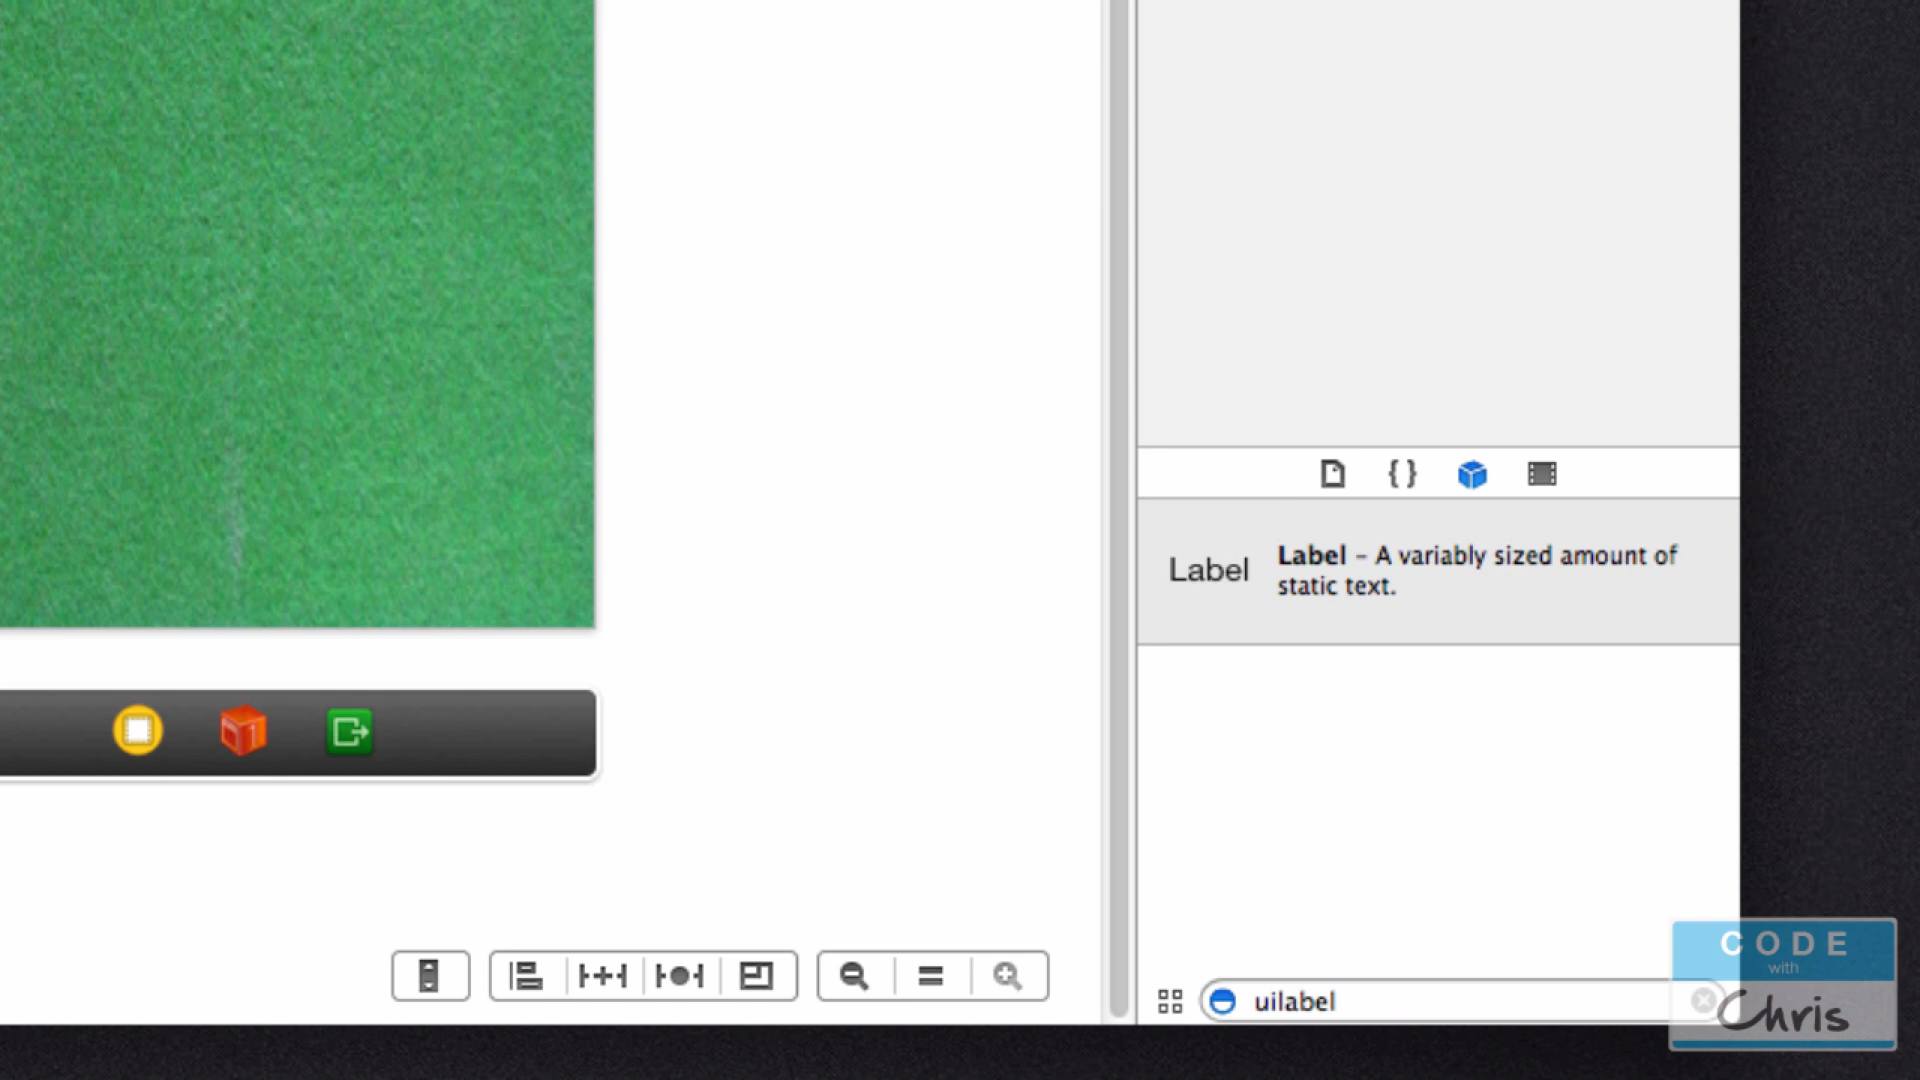 Label
Label – A variably sized amount of
static text.
uilabel
CODE
with
Chris